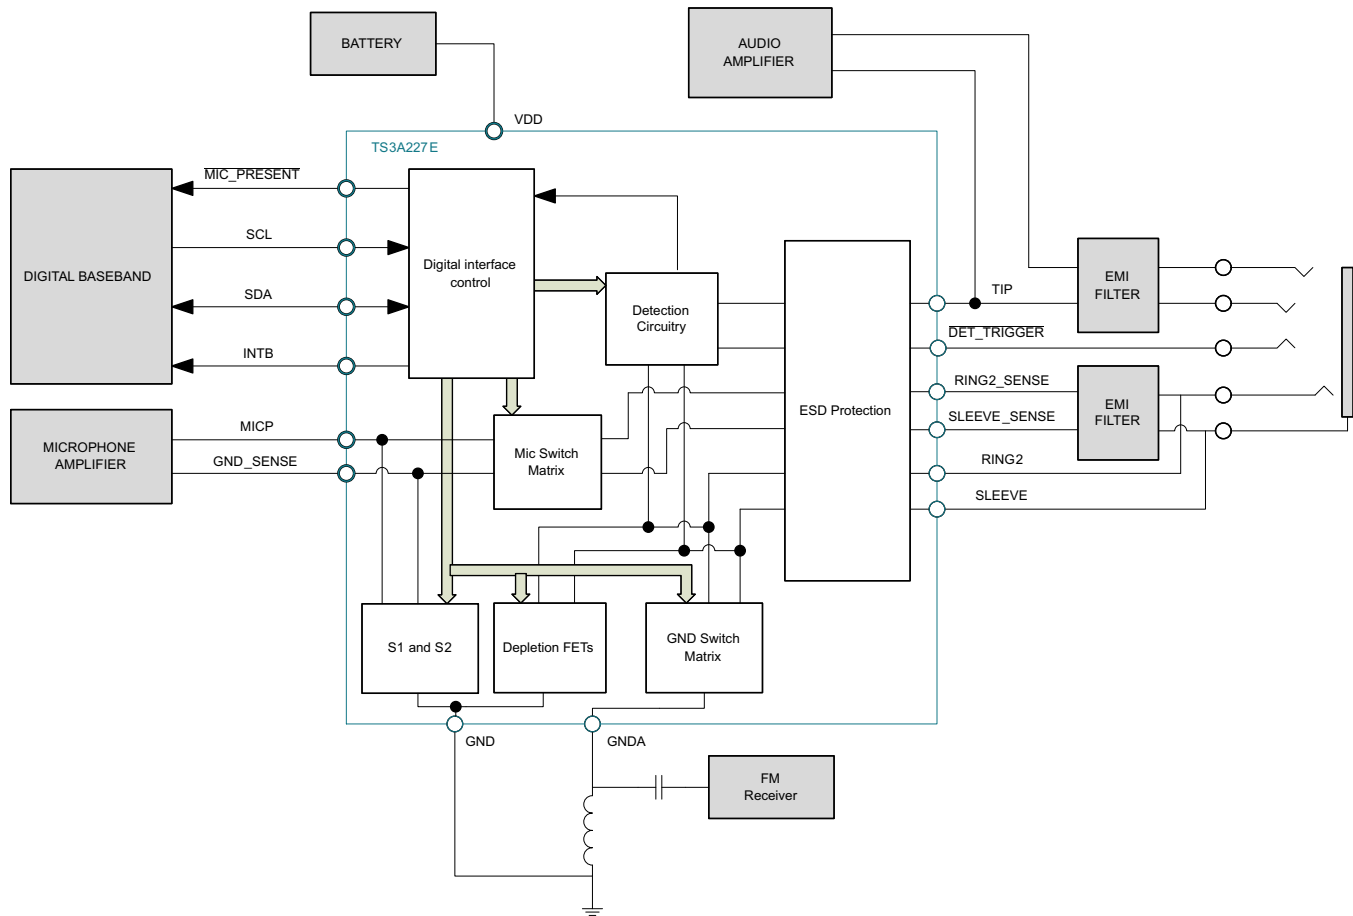 BATTERY
AUDIO
AMPLIFIER
VDD
TS3A227E
MIC_PRESENT
SCL
DIGITAL BASEBAND
SDA
INTB
Digital interface
control
Detection
Circuitry
ESD Protection
EMI
FILTER
TIP
DET_TRIGGER
RING2_SENSE
SLEEVE_SENSE
EMI
FILTER
RING2
SLEEVE
MICROPHONE
AMPLIFIER
MICP
GND_SENSE
Mic Switch
Matrix
S1 and S2
Depletion FETs
GND Switch
Matrix
GND
GNDA
FM
Receiver